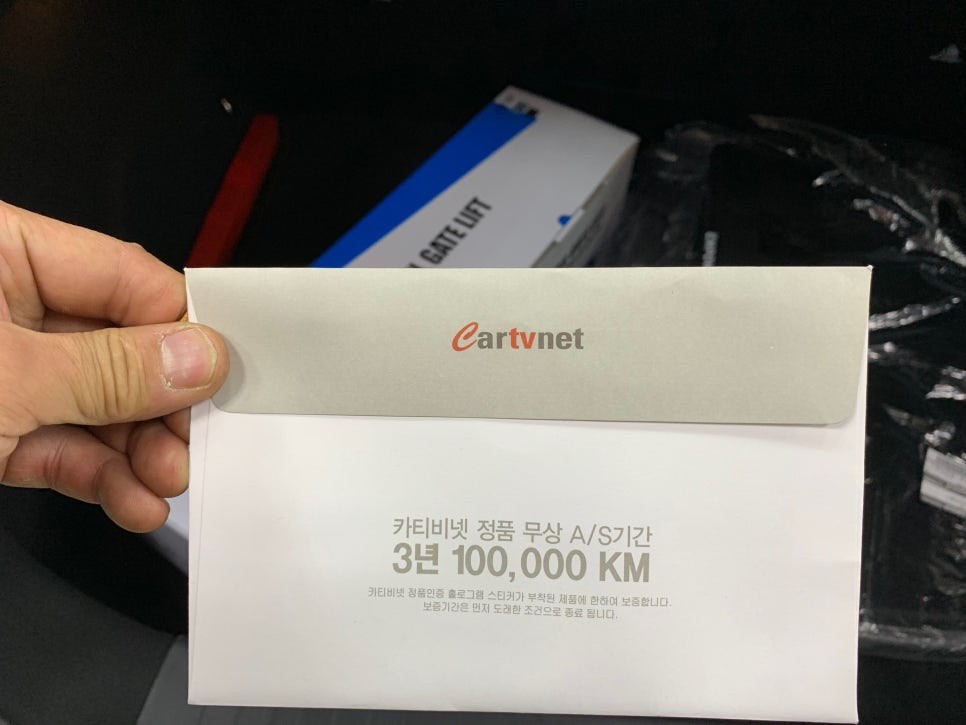 GATE LIFT
Cartvnet
카티비넷 정품 무상 A/S기간
3년 100,000 KM
카티비넷 정품인증 홀로그램 스티커가 부착된 제품에 한하여 보증합니다.
보증기간은 먼저 도래한 조건으로 종료 됩니다.